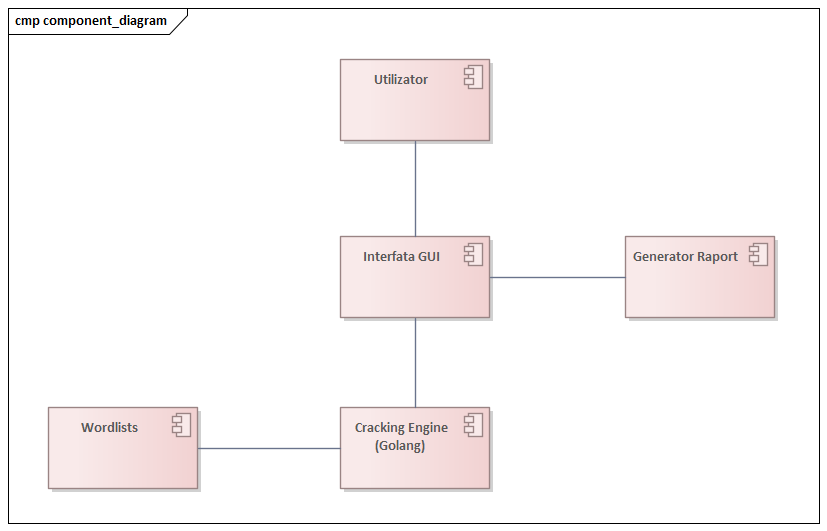 cmp component_diagram
Utilizator
Interfata GUI
Generator Raport
Wordlists
Cracking Engine
(Golang)